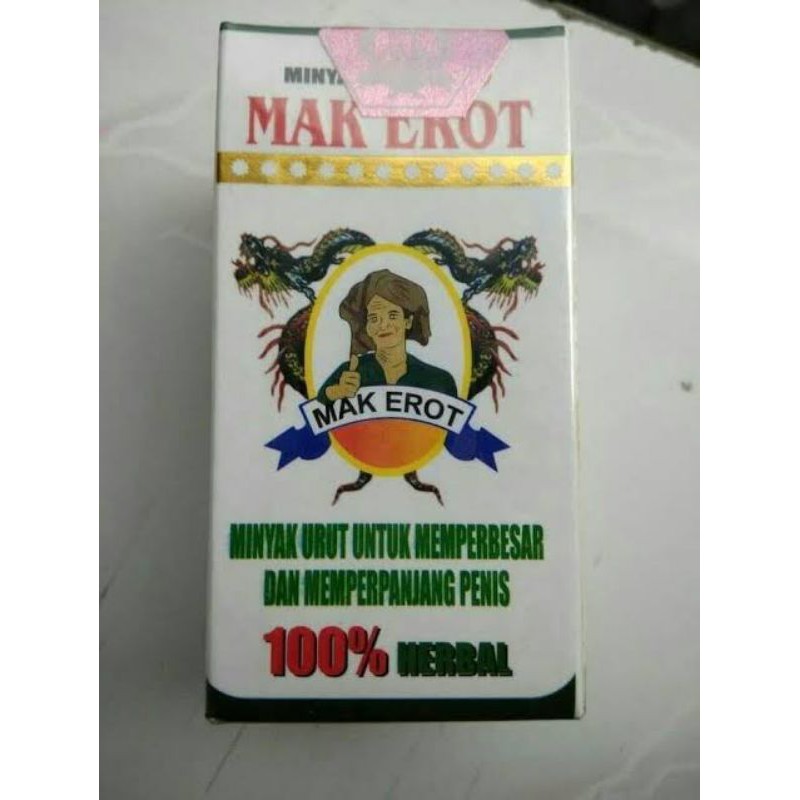 MAK EROT
MAK EROT
MINYAK URUT UNTUK MEMPERBESAR
DAN MEMPERPANJANG PENIS
100% HERBAL